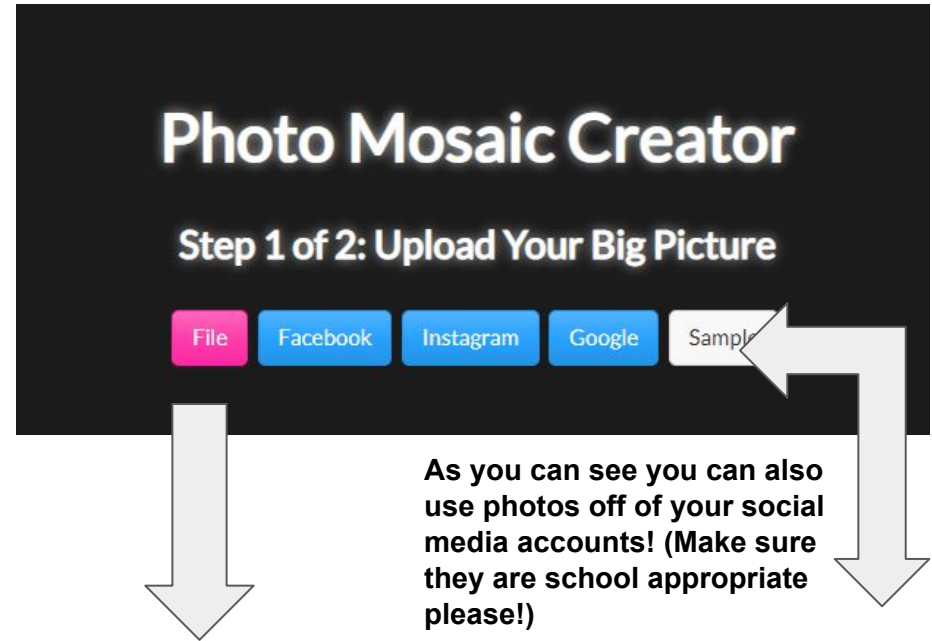 Photo Mosaic Creator
Step 1 of 2: Upload Your Big Picture
File Facebook Instagram Google Sample
As you can see you can also
use photos off of your social
media accounts! (Make sure
they are school appropriate
please!)